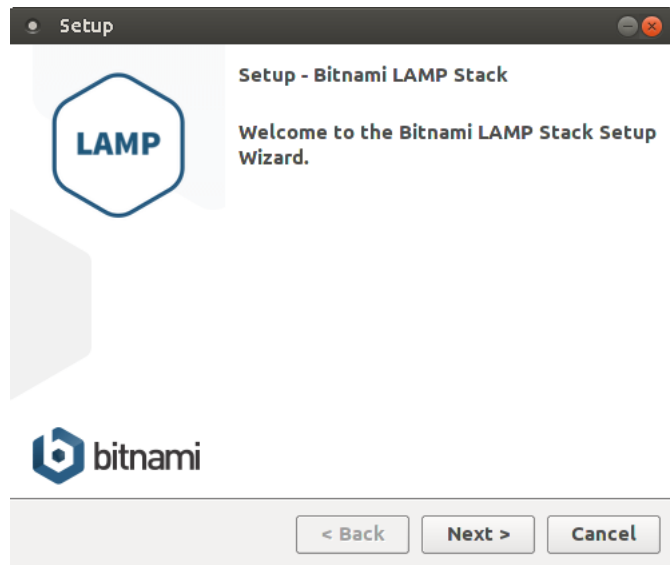 Setup
LAMP
Setup - Bitnami LAMP Stack
Welcome to the Bitnami LAMP Stack Setup
Wizard.
bitnami
< Back
Next >
Cancel